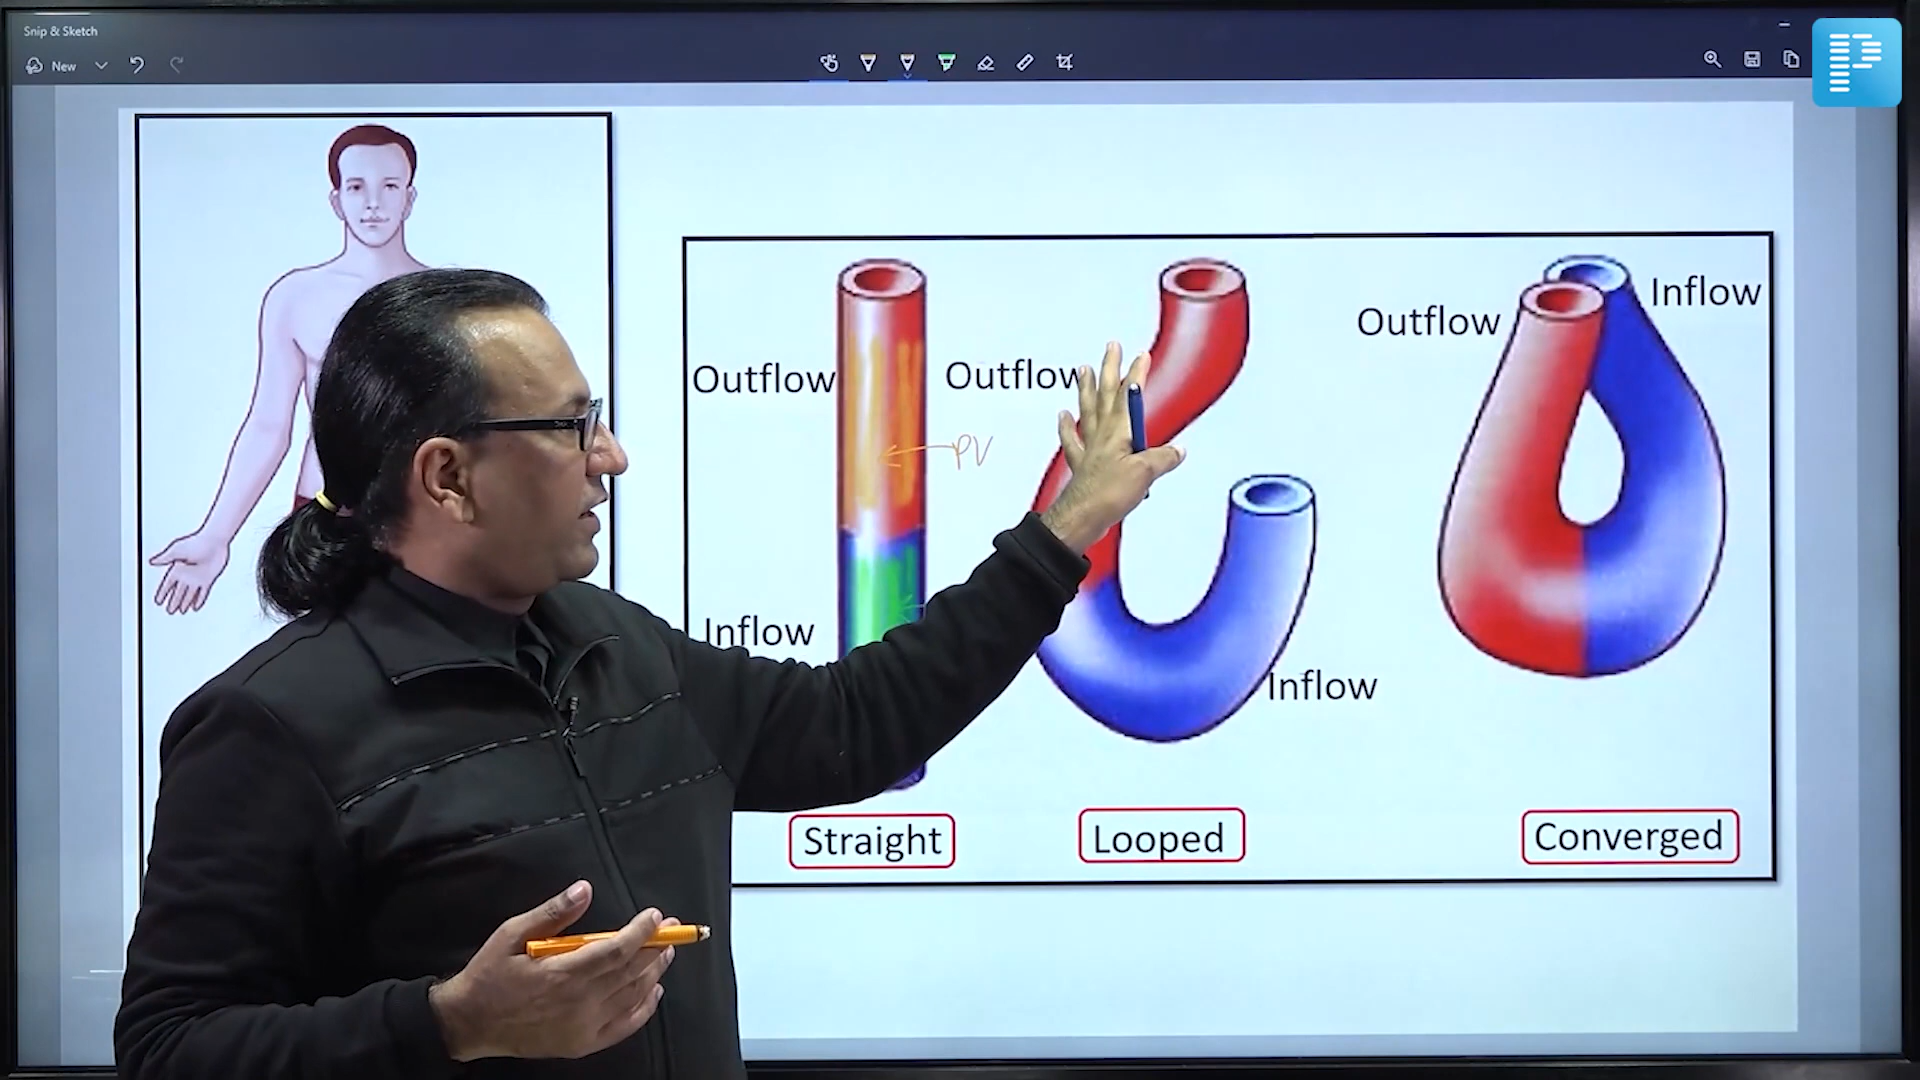 Snip & Sketch
New
Inflow
Outflow
Outflow
Outflow
PV
Inflow
Inflow
Straight
Looped
Converged